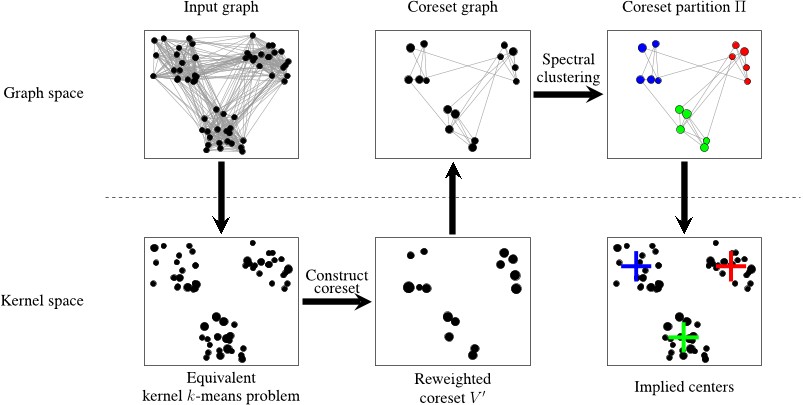 Input graph
Coreset graph
Coreset partition Π
Graph space
Spectral
clustering
Kernel space
Construct
coreset
Equivalent
kernel k-means problem
Reweighted
coreset V′
Implied centers